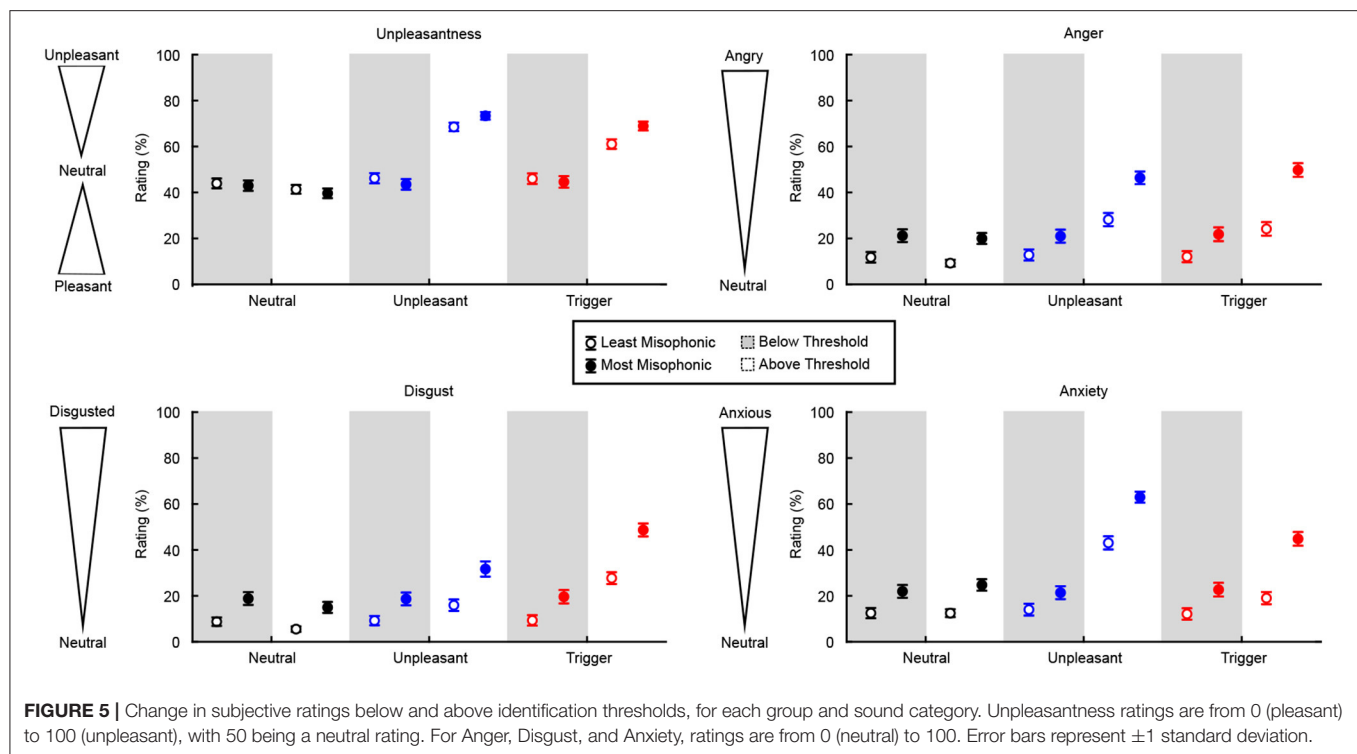 Unpleasantness
Unpleasant
Neutral
Pleasant
Rating (%)
100
80
60
40
20
0
Neutral Unpleasant Trigger
Anger
Angry
Neutral
Rating (%)
100
80
60
40
20
0
Neutral Unpleasant Trigger
Least Misophonic Below Threshold
Most Misophonic Above Threshold
Disgust
Disgusted
Neutral
Rating (%)
100
80
60
40
20
0
Neutral Unpleasant Trigger
Anxiety
Anxious
Neutral
Rating (%)
100
80
60
40
20
0
Neutral Unpleasant Trigger
FIGURE 5 | Change in subjective ratings below and above identification thresholds, for each group and sound category. Unpleasantness ratings are from 0 (pleasant)
to 100 (unpleasant), with 50 being a neutral rating. For Anger, Disgust, and Anxiety, ratings are from 0 (neutral) to 100. Error bars represent ±1 standard deviation.